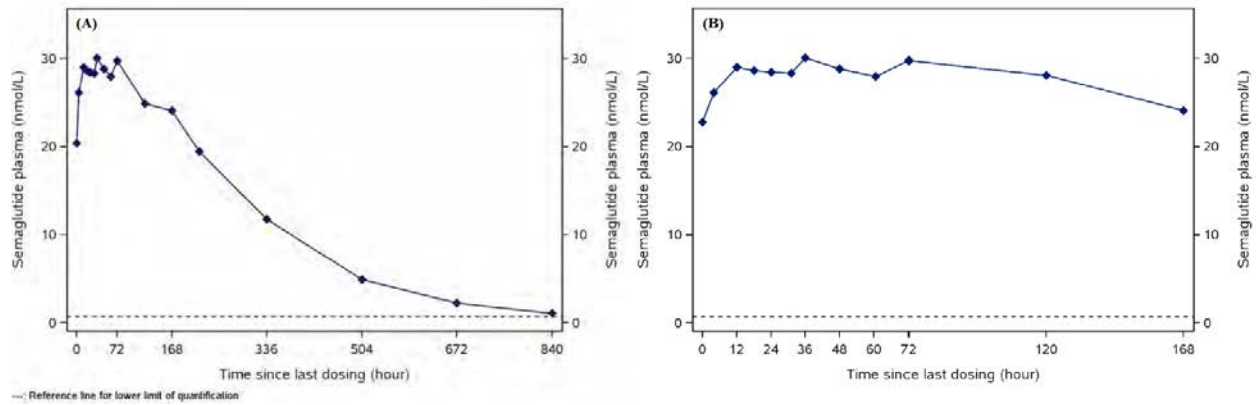 (A)
Semaglutide plasma (nmol/L)
30
20
10
0
30
20
10
0
Semaglutide plasma (nmol/L)
0 72 168 336 504 672 840
Time since last dosing (hour)
---: Reference line for lower limit of quantification
(B)
Semaglutide plasma (nmol/L)
30
20
10
0
30
20
10
0
Semaglutide plasma (nmol/L)
0 12 24 36 48 60 72 120 168
Time since last dosing (hour)